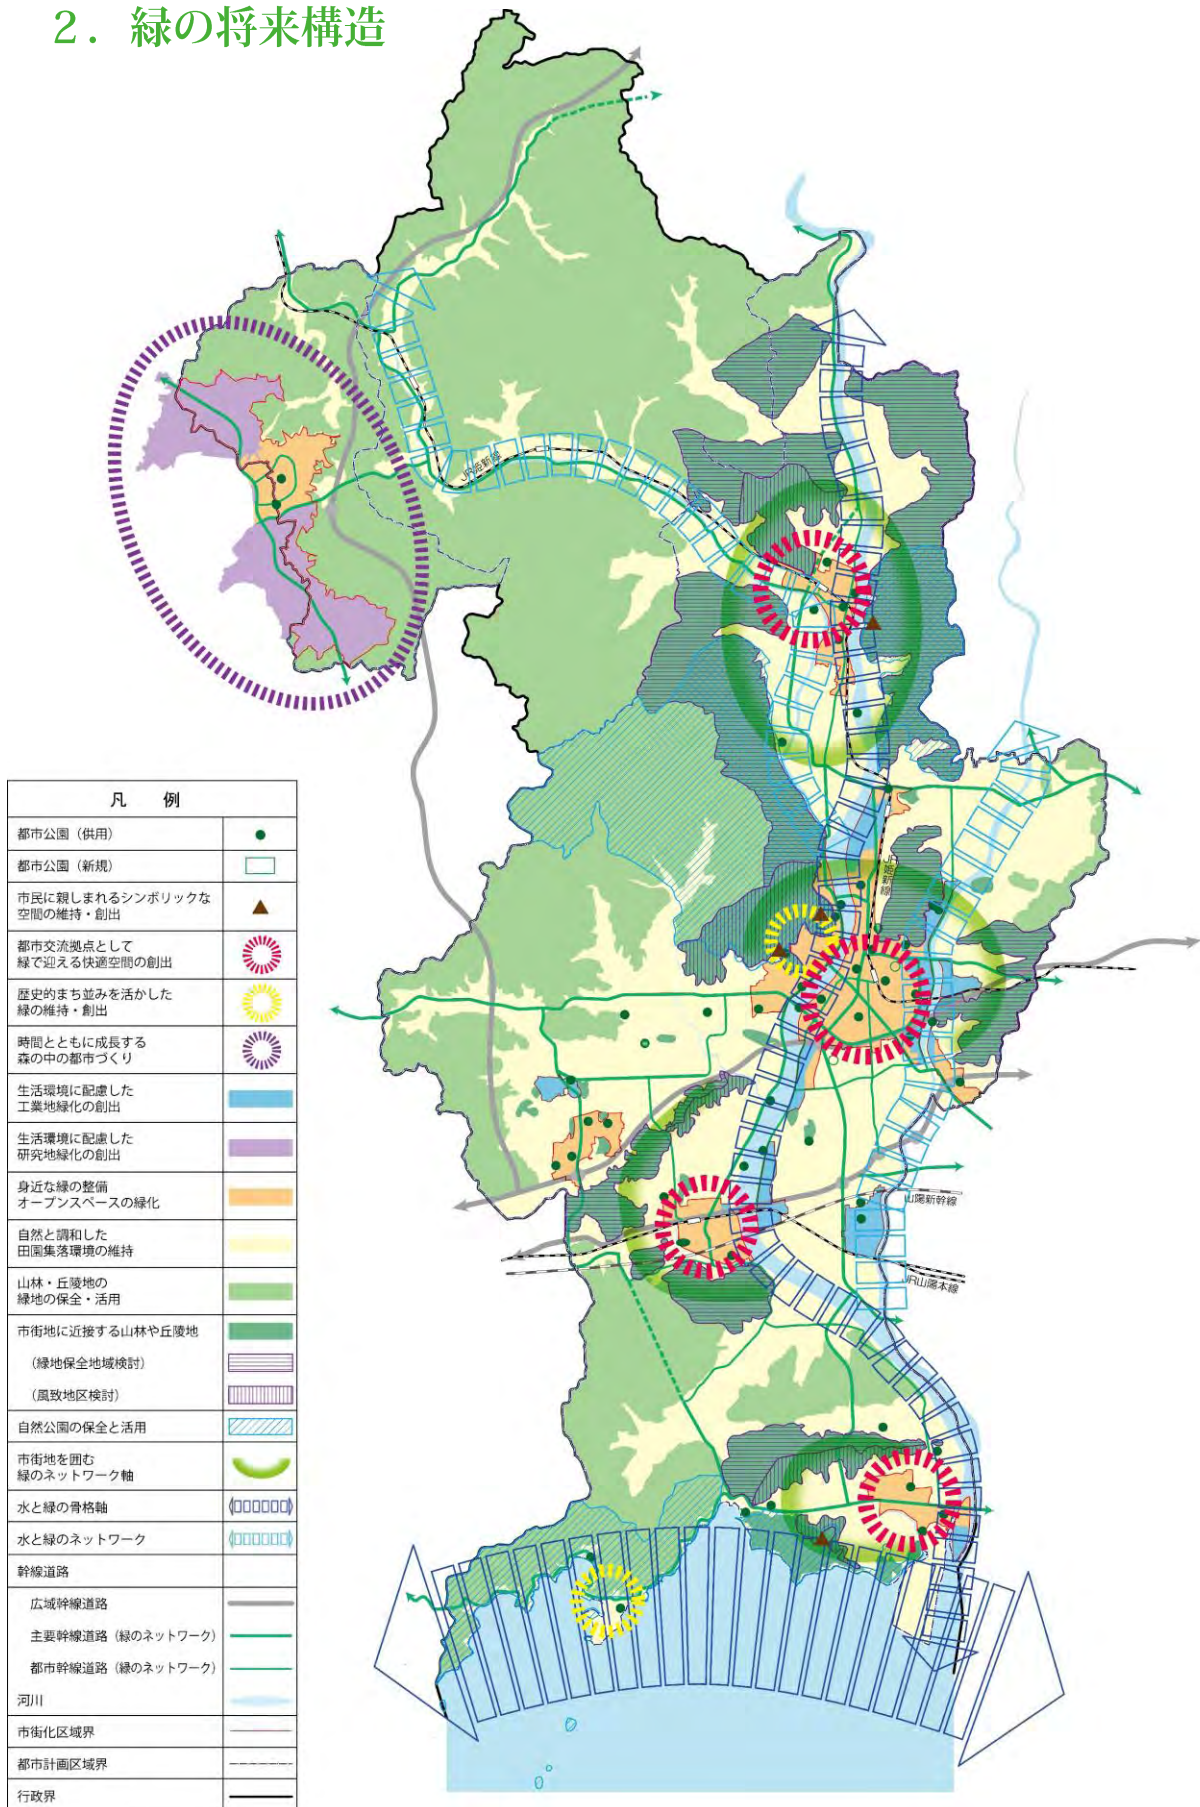 ２．緑の将来構造
凡　例
都市公園（供用）
都市公園（新規）
市民に親しまれるシンボリックな
空間の維持・創出
都市交流拠点として
緑で迎える快適空間の創出
歴史的まち並みを活かした
緑の維持・創出
時間とともに成長する
森の中の都市づくり
生活環境に配慮した
工業地緑化の創出
生活環境に配慮した
研究地緑化の創出
身近な緑の整備
オープンスペースの緑化
自然と調和した
田園集落環境の維持
山林・丘陵地の
緑地の保全・活用
市街地に近接する山林や丘陵地
（緑地保全地域検討）
（風致地区検討）
自然公園の保全と活用
市街地を囲む
緑のネットワーク軸
水と緑の骨格軸
水と緑のネットワーク
幹線道路
広域幹線道路
主要幹線道路（緑のネットワーク）
都市幹線道路（緑のネットワーク）
河川
市街化区域界
都市計画区域界
行政界
JR姫新線
JR姫新線
山陽新幹線
JR山陽本線